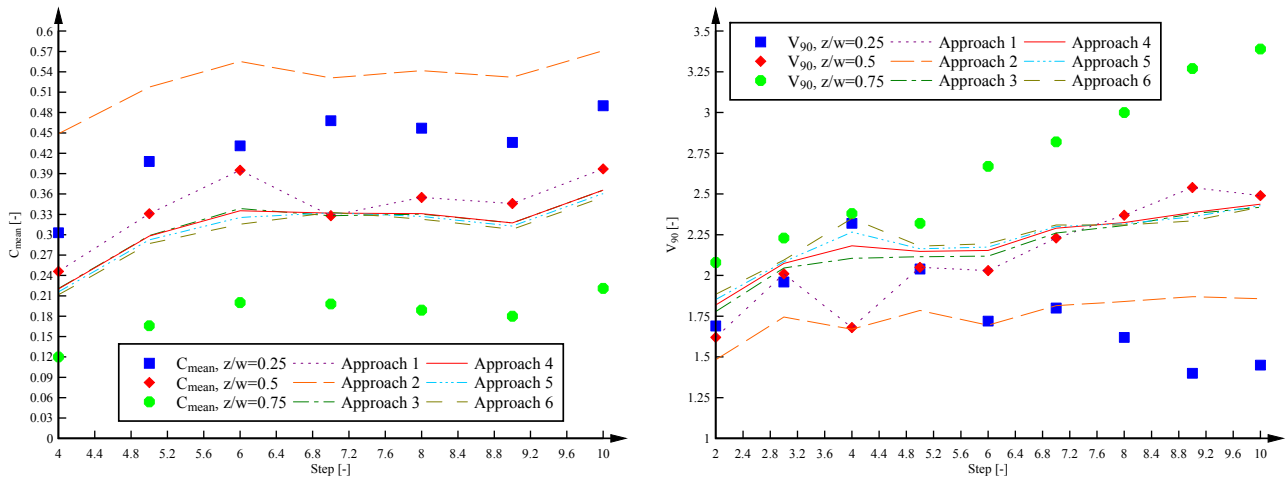 0.6
0.57
0.54
0.51
0.48
0.45
0.42
0.39
0.36
0.33
0.3
0.27
0.24
0.21
0.18
0.15
0.12
0.09
0.06
0.03
0
C_mean [-]
4 4.4 4.8 5.2 5.6 6 6.4 6.8 7.2 7.6 8 8.4 8.8 9.2 9.6 10
Step [-]
C_mean, z/w=0.25 Approach 1 Approach 4
C_mean, z/w=0.5 Approach 2 Approach 5
C_mean, z/w=0.75 Approach 3 Approach 6
3.5
3.25
3
2.75
2.5
2.25
2
1.75
1.5
1.25
1
V_90 [-]
2 2.4 2.8 3.2 3.6 4 4.4 4.8 5.2 5.6 6 6.4 6.8 7.2 7.6 8 8.4 8.8 9.2 9.6 10
Step [-]
V_90, z/w=0.25 Approach 1 Approach 4
V_90, z/w=0.5 Approach 2 Approach 5
V_90, z/w=0.75 Approach 3 Approach 6